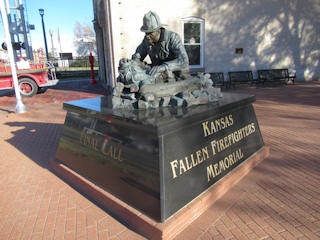 Final Call
Kansas
Fallen Firefighters
Memorial